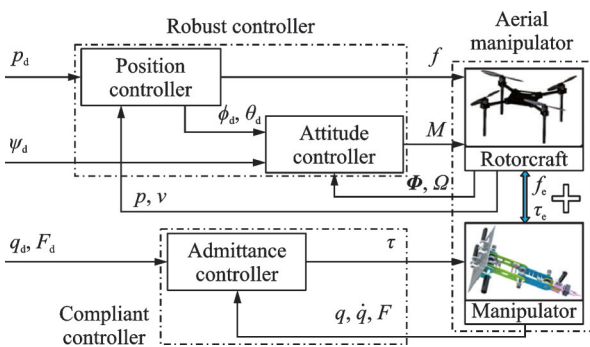 Robust controller
Aerial
manipulator
p_d
Position
controller
f
ϕ_d, θ_d
ψ_d
Attitude
controller
M
Rotorcraft
Φ, Ω
p, v
f_e
τ_e
q_d, F_d
Admittance
controller
τ
Compliant
controller
q, q̇, F
Manipulator